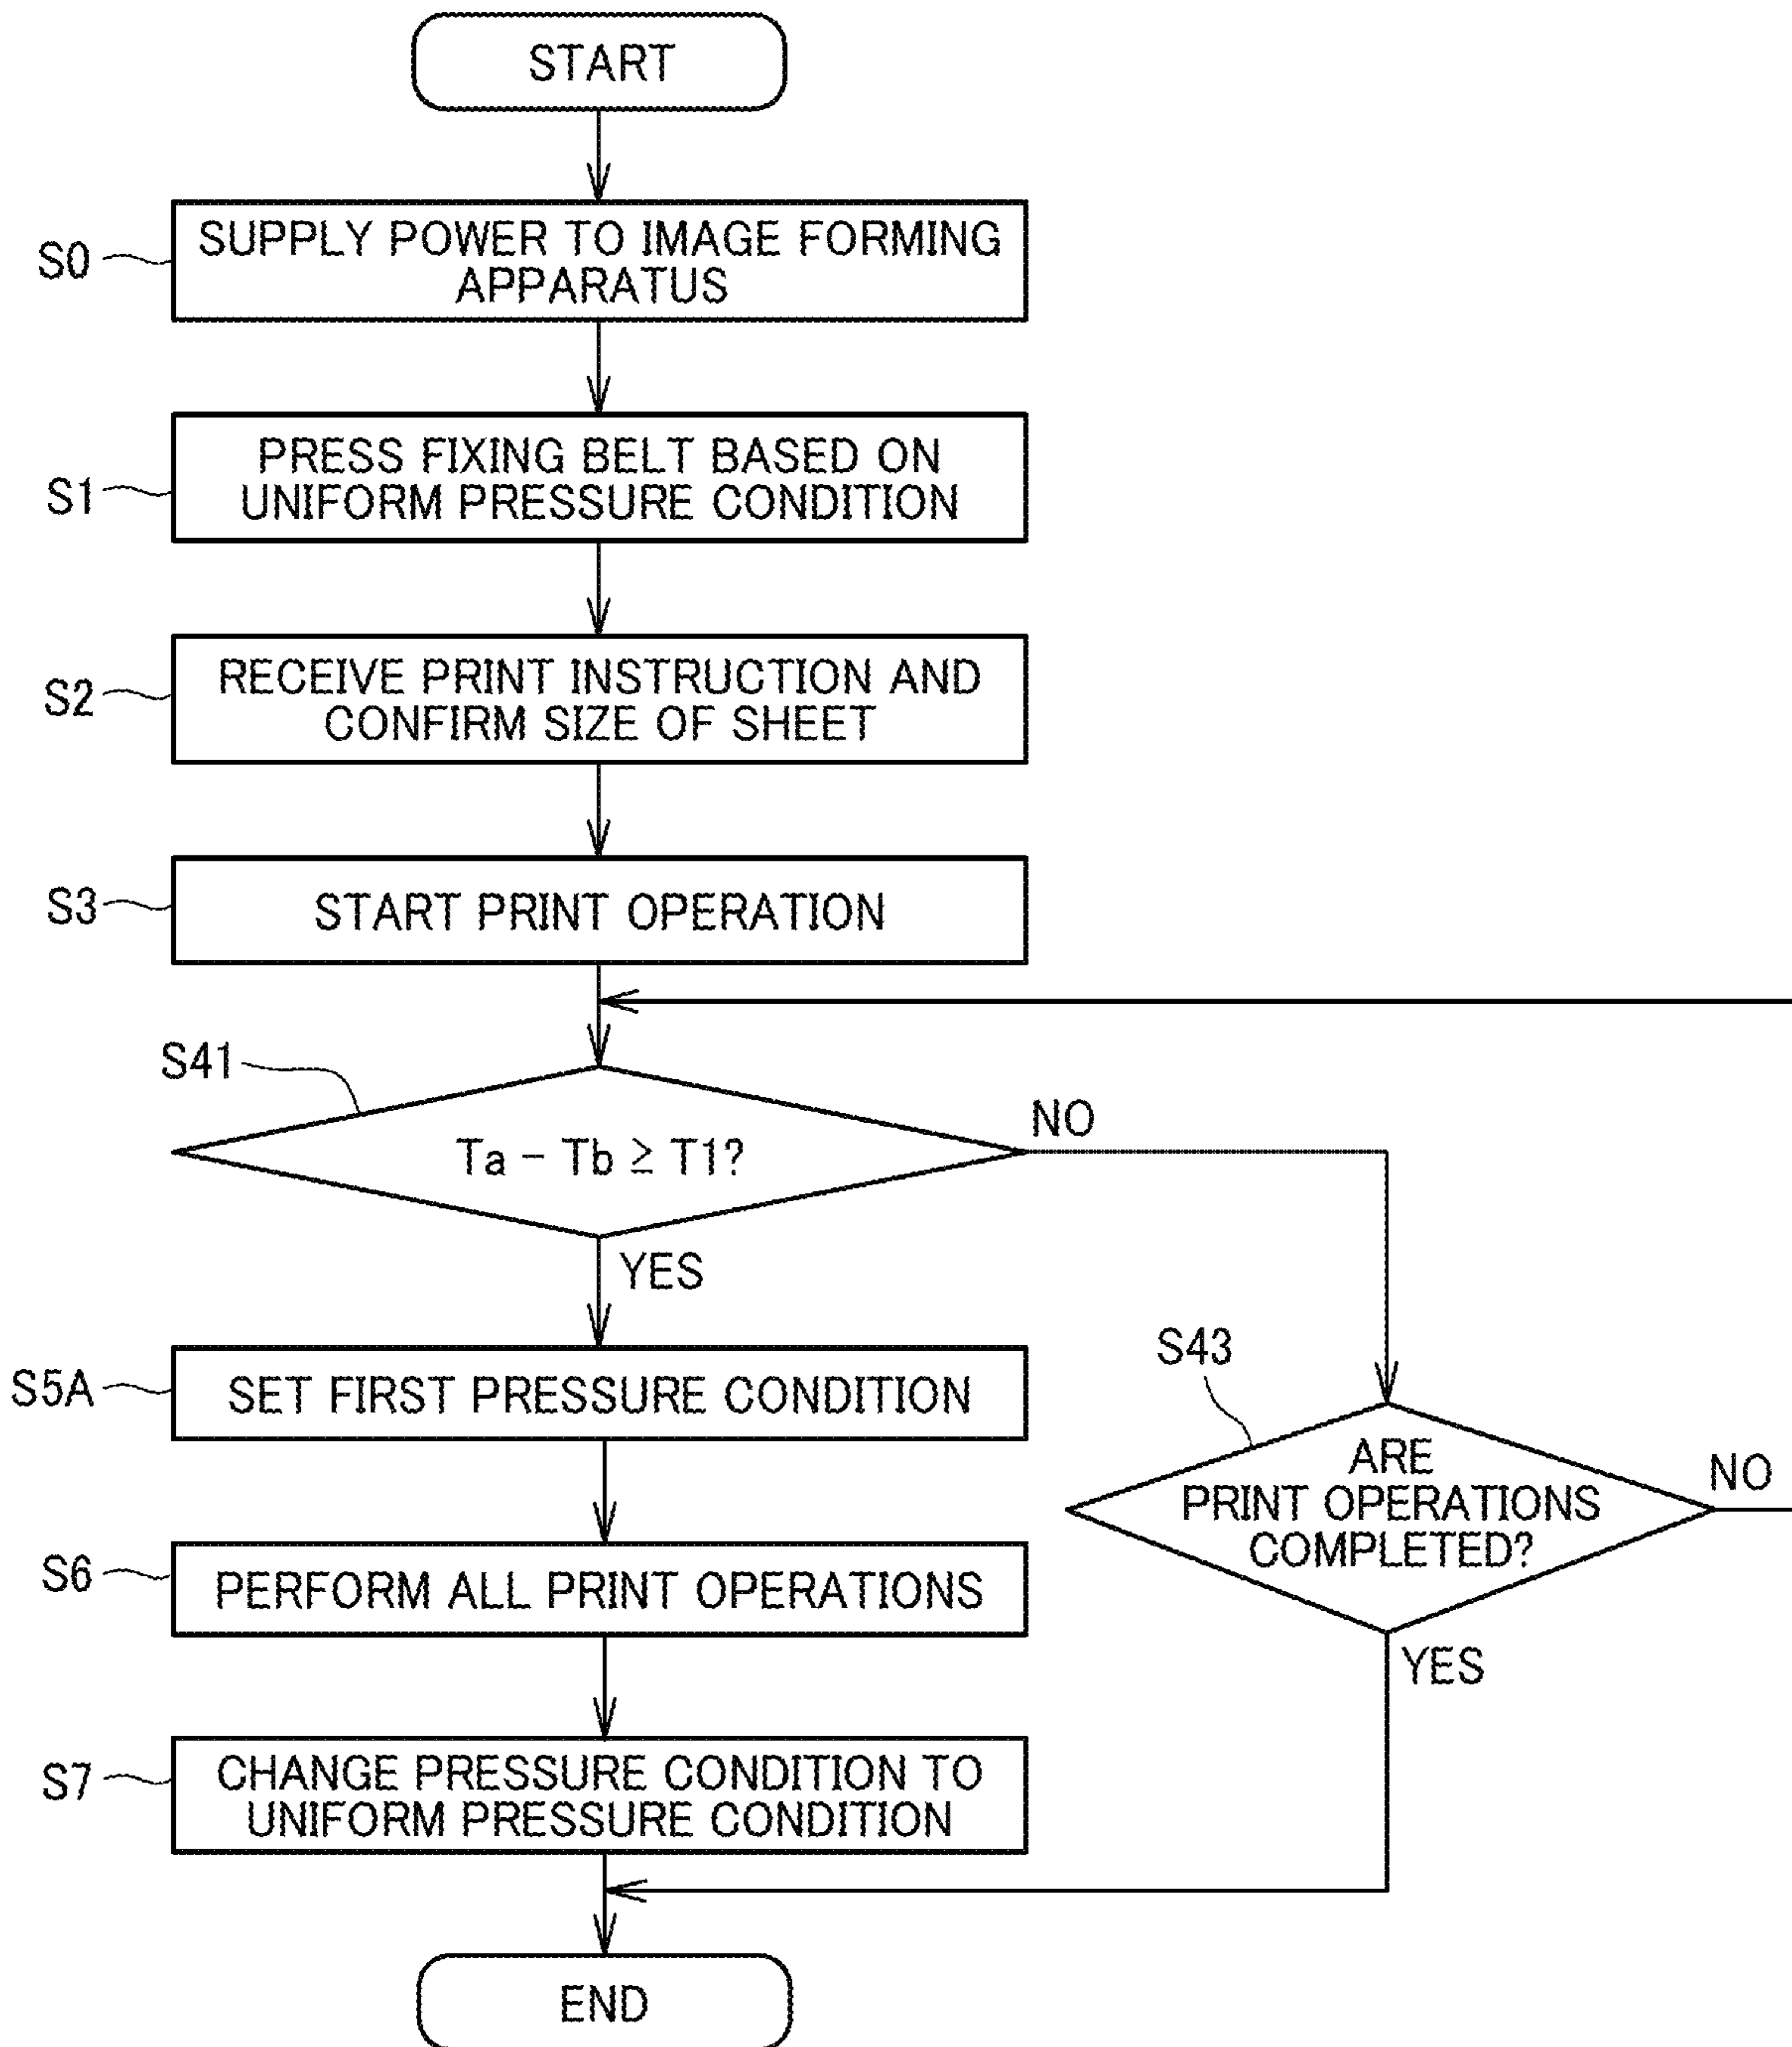 START
S0
SUPPLY POWER TO IMAGE FORMING
APPARATUS
S1
PRESS FIXING BELT BASED ON
UNIFORM PRESSURE CONDITION
S2
RECEIVE PRINT INSTRUCTION AND
CONFIRM SIZE OF SHEET
S3
START PRINT OPERATION
S41
Ta – Tb ≥ T1?
NO
YES
S5A
SET FIRST PRESSURE CONDITION
S43
ARE
PRINT OPERATIONS
COMPLETED?
NO
YES
S6
PERFORM ALL PRINT OPERATIONS
S7
CHANGE PRESSURE CONDITION TO
UNIFORM PRESSURE CONDITION
END